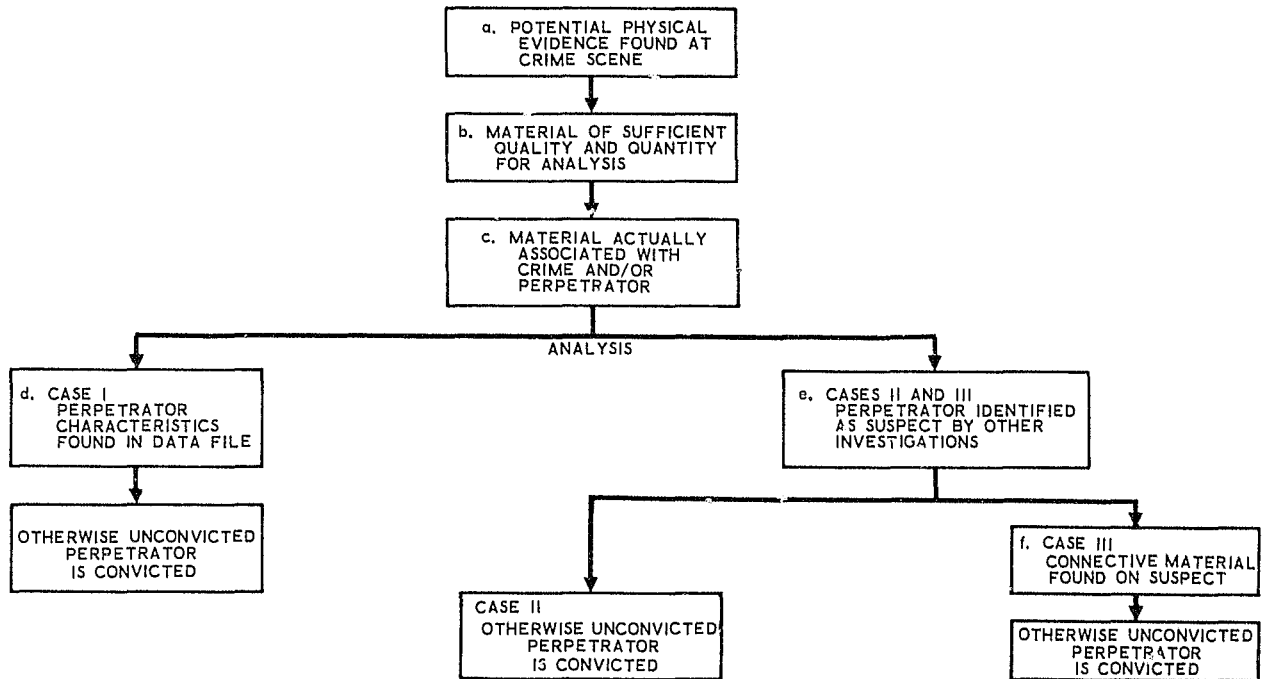 a. POTENTIAL PHYSICAL
EVIDENCE FOUND AT
CRIME SCENE
b. MATERIAL OF SUFFICIENT
QUALITY AND QUANTITY
FOR ANALYSIS
c. MATERIAL ACTUALLY
ASSOCIATED WITH
CRIME AND/OR
PERPETRATOR
ANALYSIS
d. CASE I
PERPETRATOR
CHARACTERISTICS
FOUND IN DATA FILE
OTHERWISE UNCONVICTED
PERPETRATOR
IS CONVICTED
e. CASES II AND III
PERPETRATOR IDENTIFIED
AS SUSPECT BY OTHER
INVESTIGATIONS
CASE II
OTHERWISE UNCONVICTED
PERPETRATOR
IS CONVICTED
f. CASE III
CONNECTIVE MATERIAL
FOUND ON SUSPECT
OTHERWISE UNCONVICTED
PERPETRATOR
IS CONVICTED